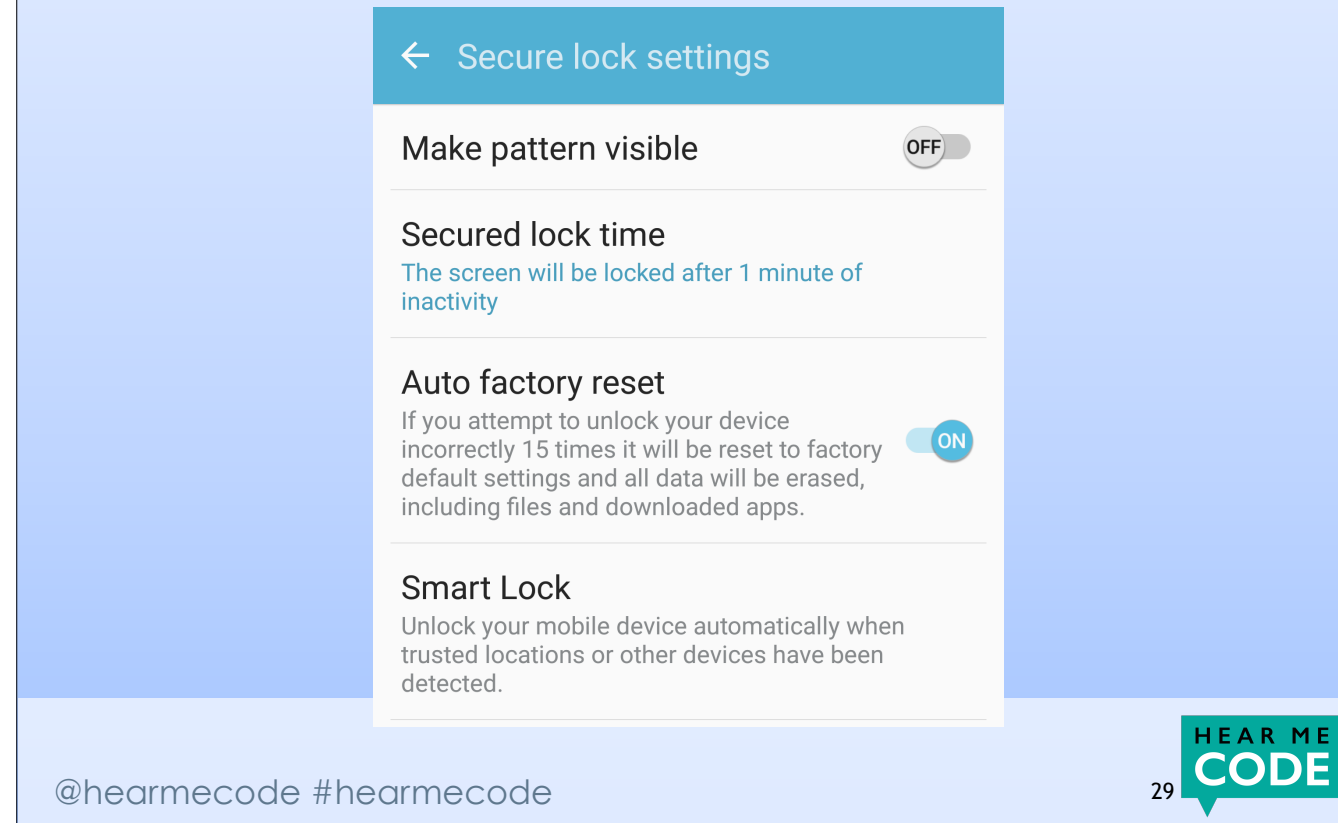 Secure lock settings
Make pattern visible
OFF
Secured lock time
The screen will be locked after 1 minute of
inactivity
Auto factory reset
If you attempt to unlock your device
incorrectly 15 times it will be reset to factory
default settings and all data will be erased,
including files and downloaded apps.
ON
Smart Lock
Unlock your mobile device automatically when
trusted locations or other devices have been
detected.
@hearmecode #hearmecode
29
HEAR ME
CODE